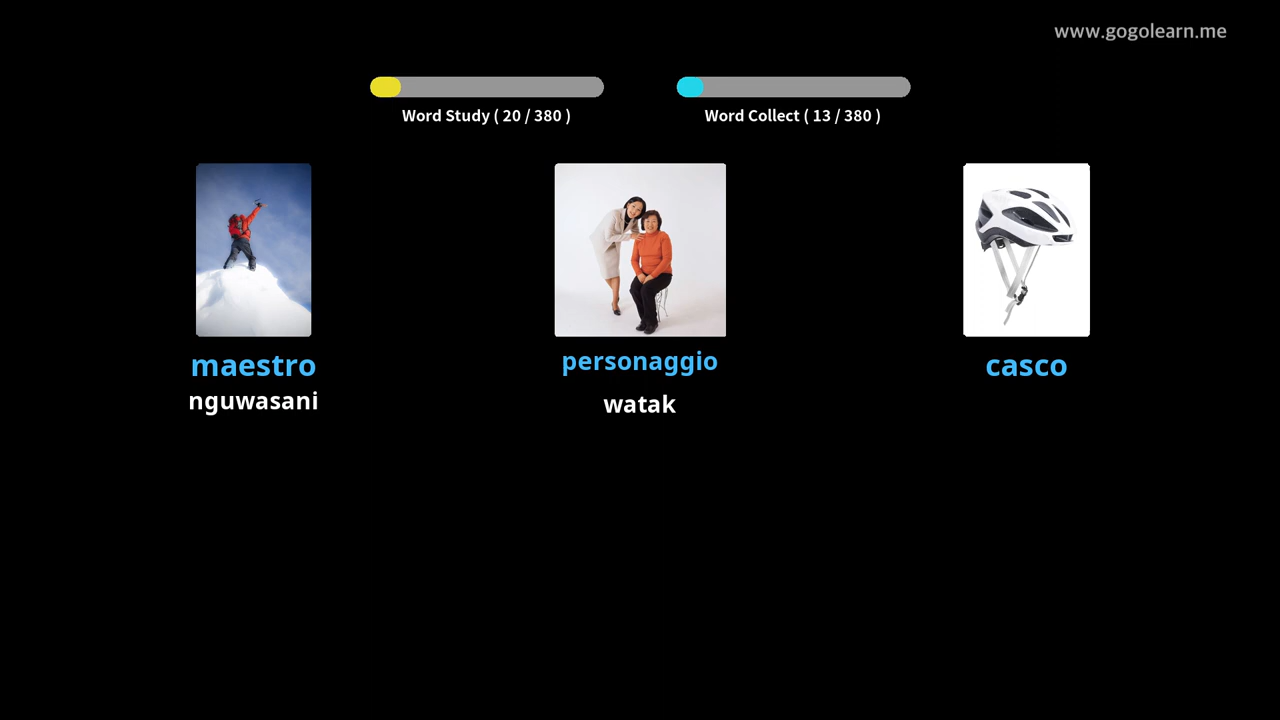 www.gogolearn.me
Word Study ( 20 / 380 )
Word Collect ( 13 / 380 )
maestro
nguwasani
personaggio
watak
casco